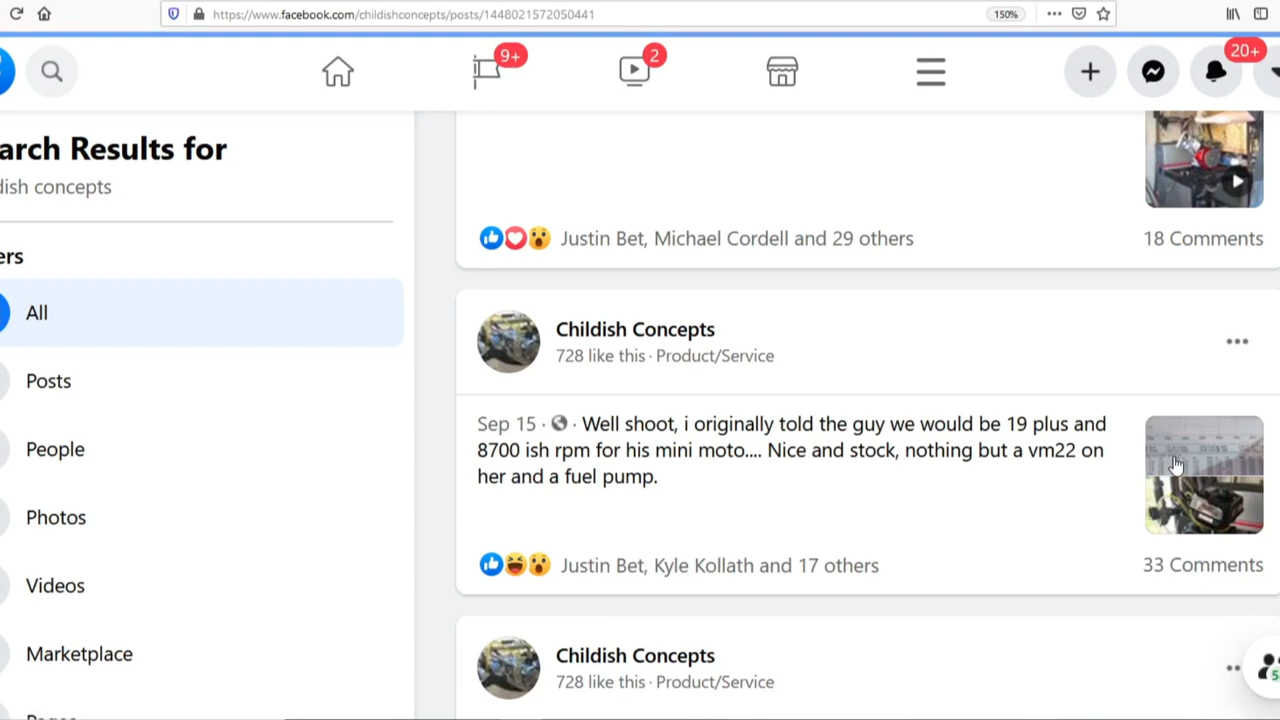 https://www.facebook.com/childishconcepts/posts/1448021572050441
150%
9+
2
20+
arch Results for
dish concepts
ers
All
Posts
People
Photos
Videos
Marketplace
Justin Bet, Michael Cordell and 29 others
18 Comments
Childish Concepts
728 like this · Product/Service
Sep 15 · Well shoot, i originally told the guy we would be 19 plus and
8700 ish rpm for his mini moto.... Nice and stock, nothing but a vm22 on
her and a fuel pump.
Justin Bet, Kyle Kollath and 17 others
33 Comments
Childish Concepts
728 like this · Product/Service
5